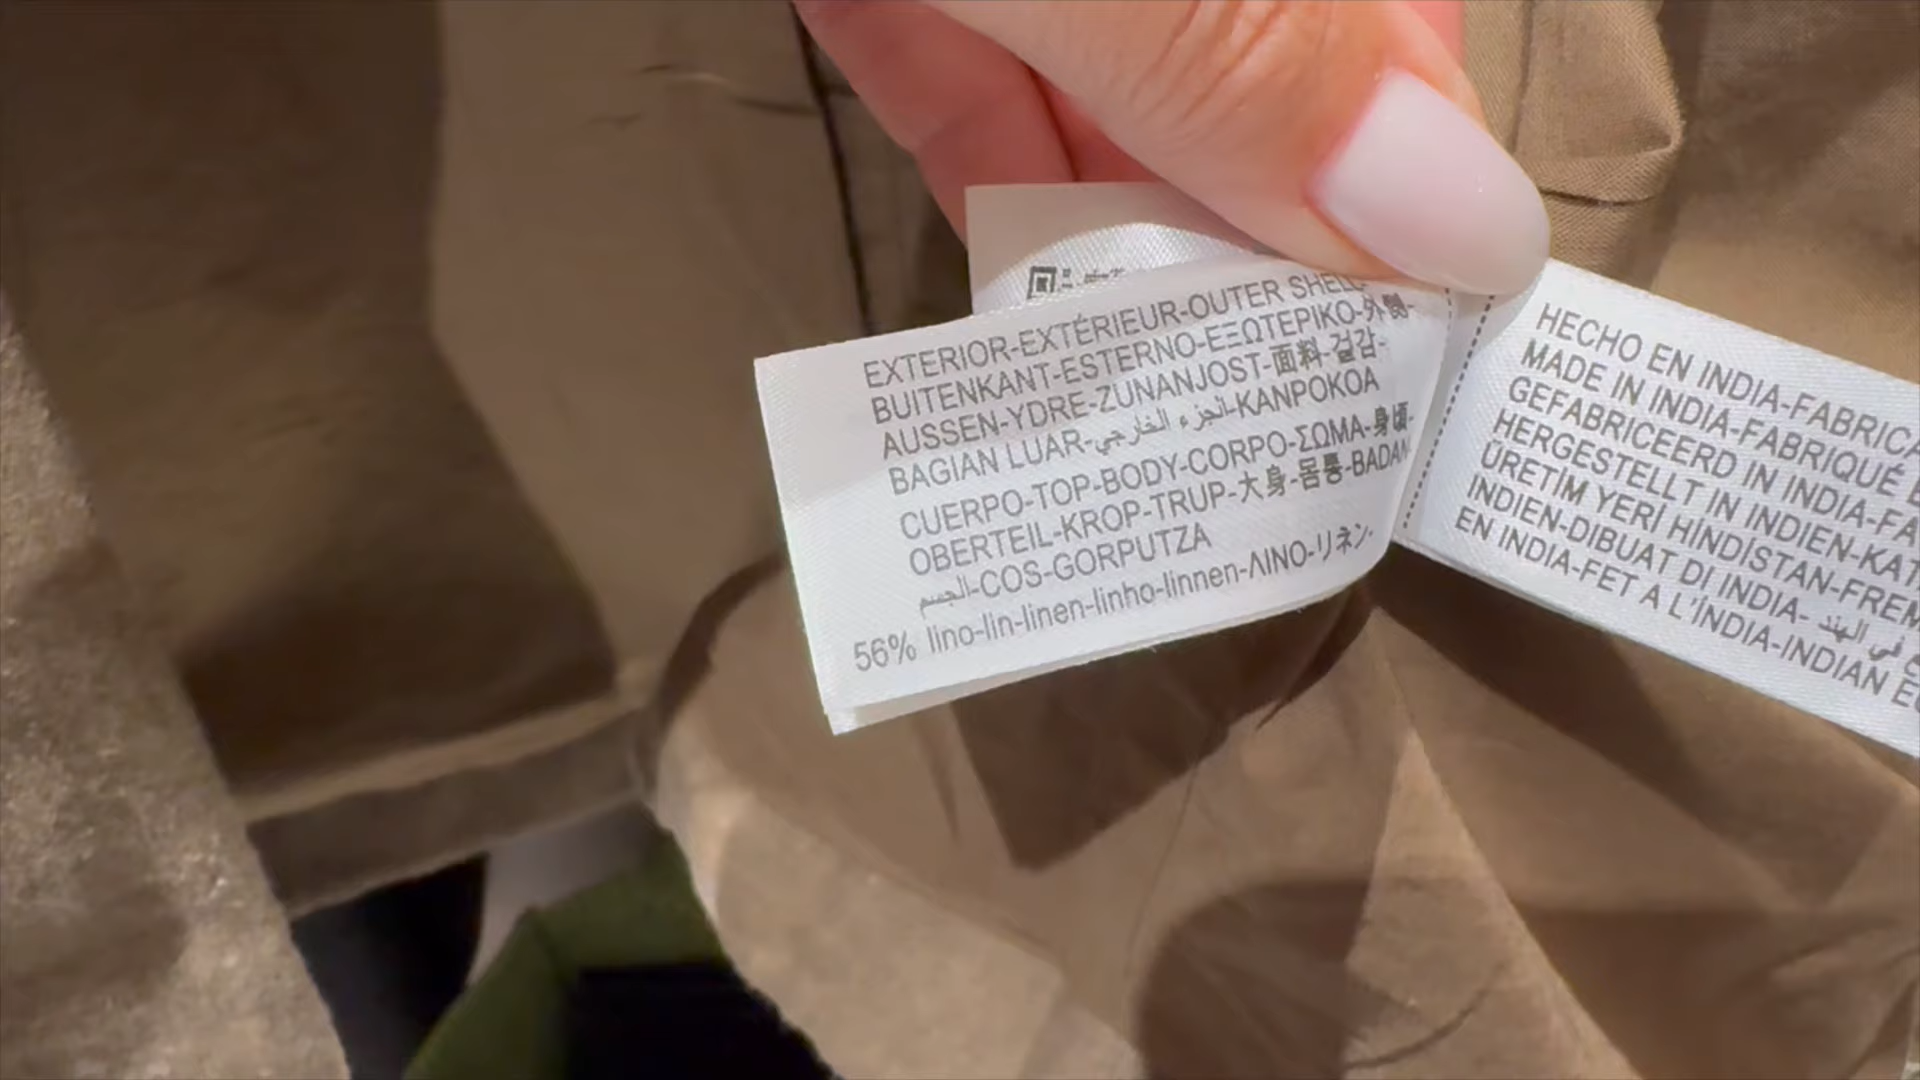 EXTERIOR-EXTÉRIEUR-OUTER SHELL-
BUITENKANT-ESTERNO-ΕΞΩΤΕΡΙΚΟ-外側-
AUSSEN-YDRE-ZUNANJOST-面料-겉감-
BAGIAN LUAR-الجزء الخارجي-KANPOKOA
CUERPO-TOP-BODY-CORPO-ΣΩΜΑ-身頃-
OBERTEIL-KROP-TRUP-大身-몸통-BADAN-
الجسم-COS-GORPUTZA
56% lino-lin-linen-linho-linnen-ΛΙΝΟ-リネン-
HECHO EN INDIA-FABRICA
MADE IN INDIA-FABRIQUÉ
GEFABRICEERD IN INDIA-FA
HERGESTELLT IN INDIEN-KAT
ÜRETİM YERİ HİNDİSTAN-FREM
INDIEN-DIBUAT DI INDIA-في الهند
EN INDIA-FET A L'ÍNDIA-INDIAN